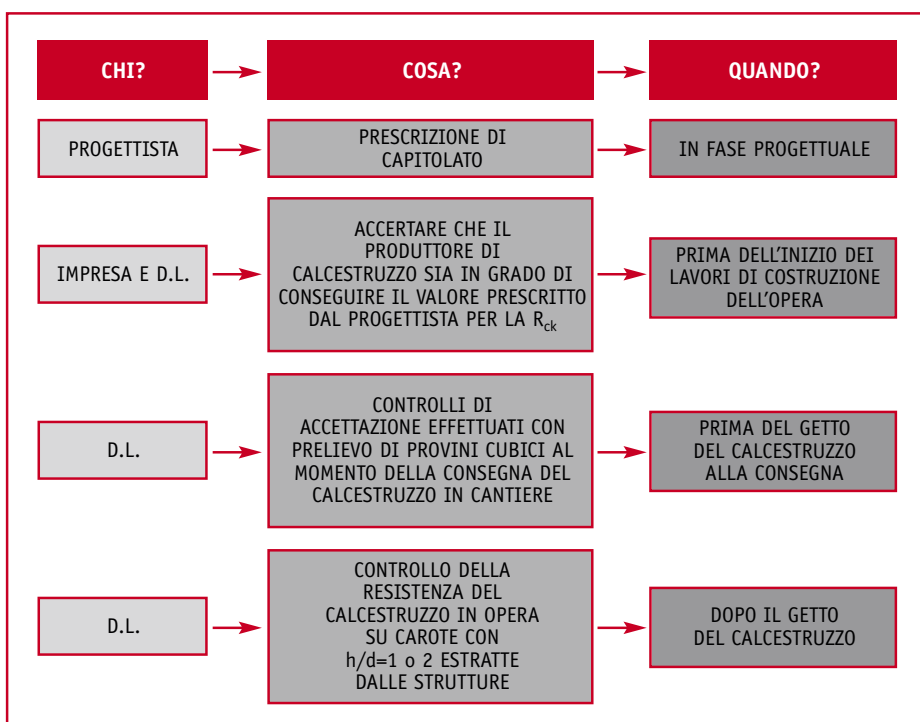 CHI?
COSA?
QUANDO?
PROGETTISTA
PRESCRIZIONE DI
CAPITOLATO
IN FASE PROGETTUALE
IMPRESA E D.L.
ACCERTARE CHE IL
PRODUTTORE DI
CALCESTRUZZO SIA IN GRADO DI
CONSEGUIRE IL VALORE PRESCRITTO
DAL PROGETTISTA PER LA Rck
PRIMA DELL'INIZIO DEI
LAVORI DI COSTRUZIONE
DELL'OPERA
D.L.
CONTROLLI DI
ACCETTAZIONE EFFETTUATI CON
PRELIEVO DI PROVINI CUBICI AL
MOMENTO DELLA CONSEGNA DEL
CALCESTRUZZO IN CANTIERE
PRIMA DEL GETTO
DEL CALCESTRUZZO
ALLA CONSEGNA
D.L.
CONTROLLO DELLA
RESISTENZA DEL
CALCESTRUZZO IN OPERA
SU CAROTE CON
h/d=1 o 2 ESTRATTE
DALLE STRUTTURE
DOPO IL GETTO
DEL CALCESTRUZZO